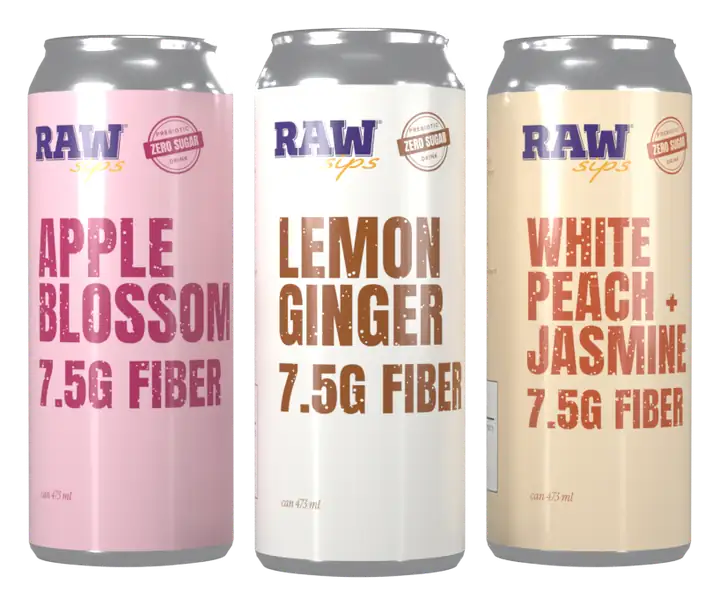 RAW®
sips
PREBIOTIC
ZERO SUGAR
DRINK
APPLE
BLOSSOM
7.5G FIBER
can 473 ml
RAW®
sips
PREBIOTIC
ZERO SUGAR
DRINK
LEMON
GINGER
7.5G FIBER
can 473 ml
RAW®
sips
PREBIOTIC
ZERO SUGAR
DRINK
WHITE
PEACH +
JASMINE
7.5G FIBER
can 473 ml